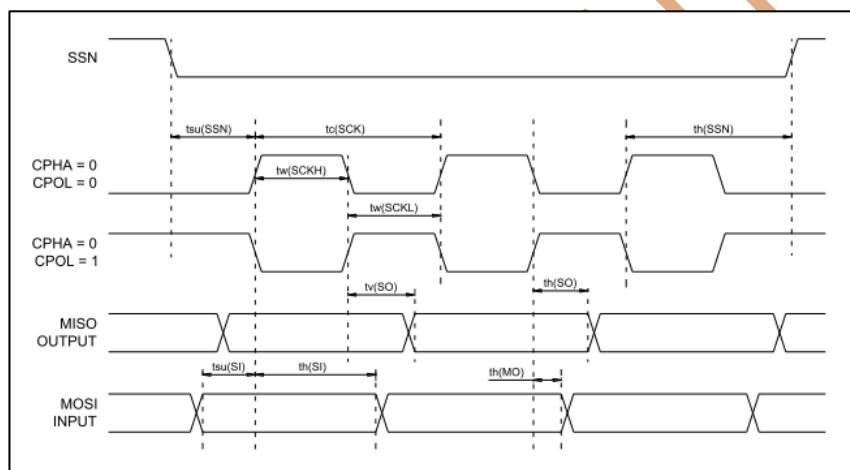 SSN
tsu(SSN)
tc(SCK)
th(SSN)
CPHA = 0
CPOL = 0
tw(SCKH)
tw(SCKL)
CPHA = 0
CPOL = 1
tv(SO)
th(SO)
MISO
OUTPUT
tsu(SI)
th(SI)
th(MO)
MOSI
INPUT